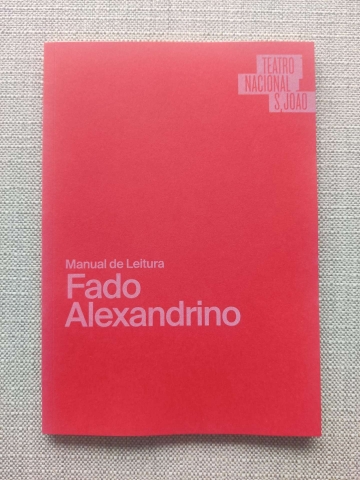 TEATRO
NACIONAL
S. JOÃO
Manual de Leitura
Fado
Alexandrino